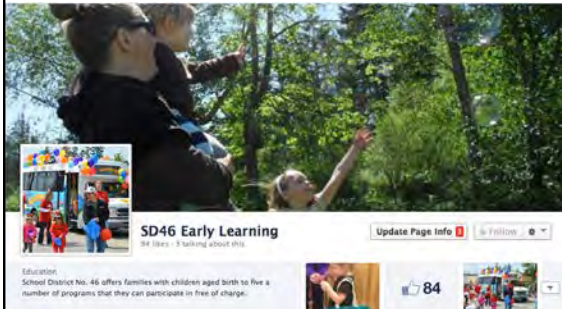 SD46 Early Learning
84 likes · 3 talking about this
Update Page Info
Follow
Education
School District No. 46 offers families with children aged birth to five a
number of programs that they can participate in free of charge.
84